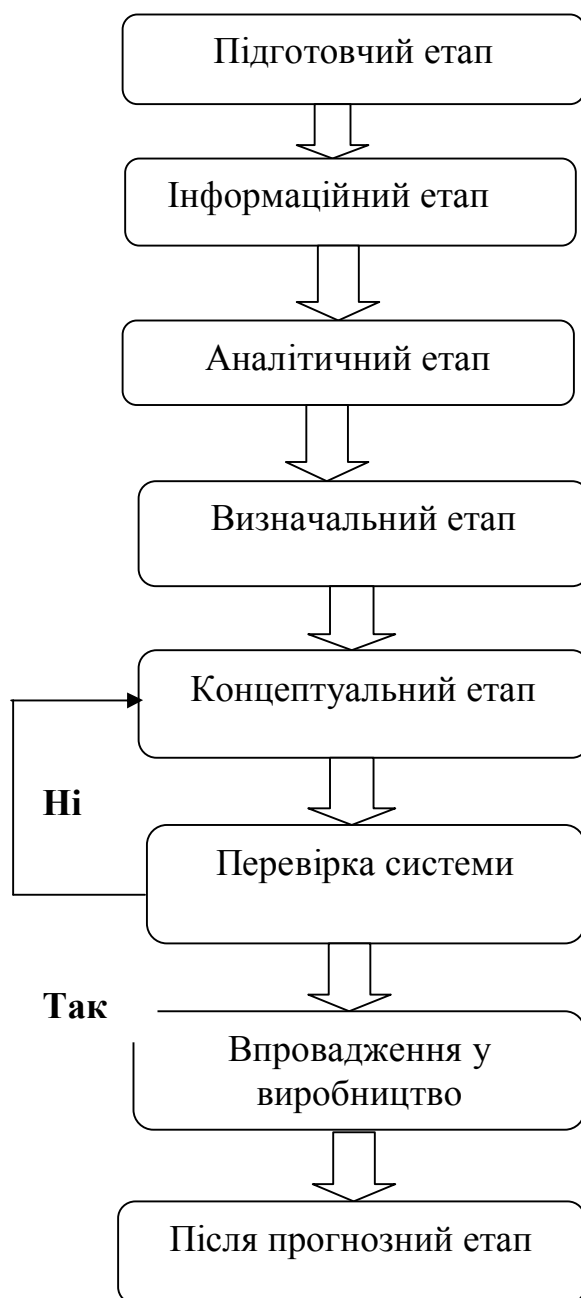 Підготовчий етап
Інформаційний етап
Аналітичний етап
Визначальний етап
Концептуальний етап
Ні
Перевірка системи
Так
Впровадження у
виробництво
Після прогнозний етап